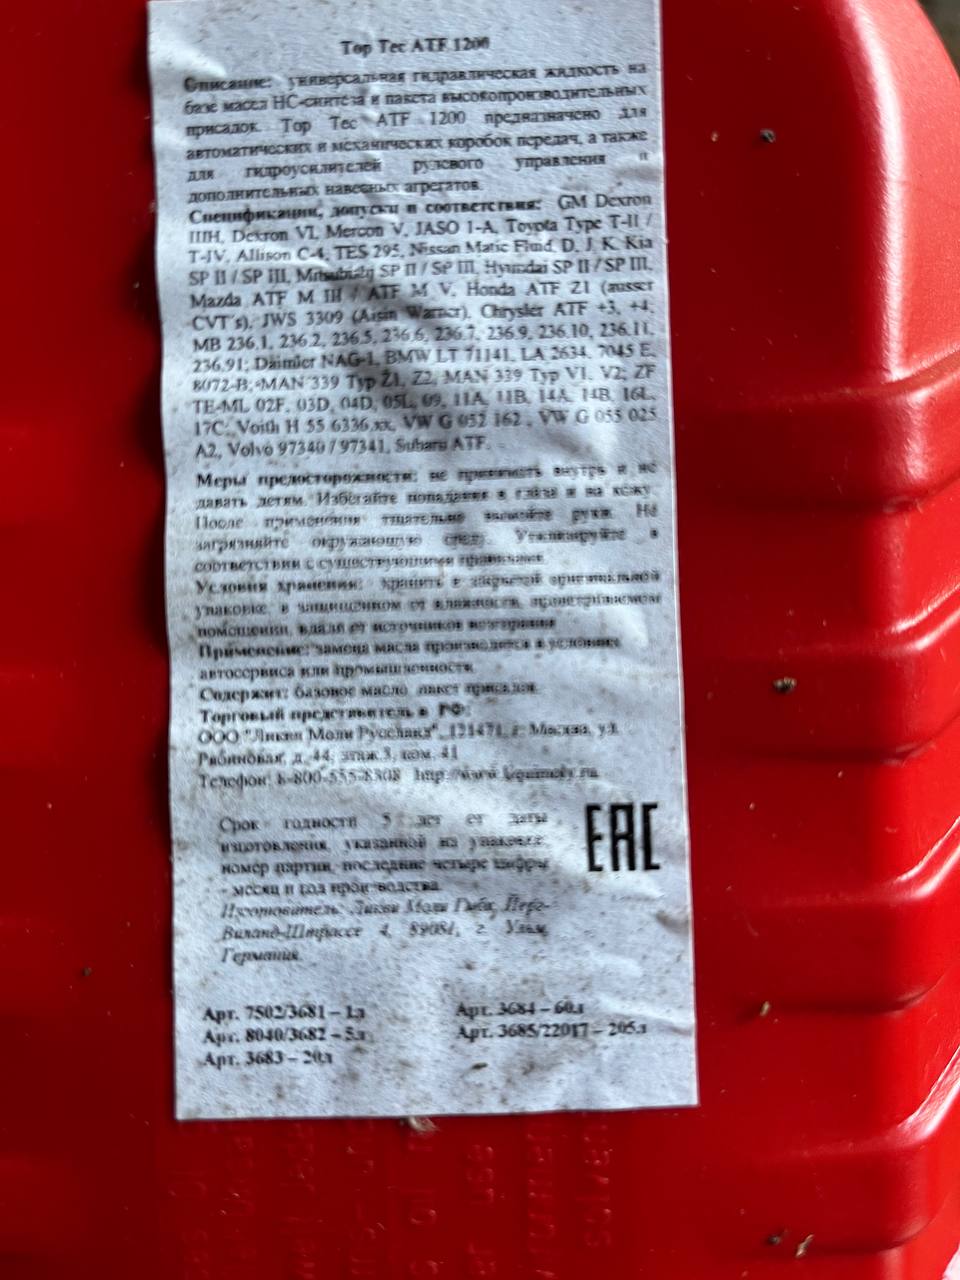 Top Tec ATF 1200
Описание: универсальная гидравлическая жидкость на
базе масел НС-синтеза и пакета высокопроизводительных
присадок. Top Tec ATF 1200 предназначено для
автоматических и механических коробок передач, а также
для гидроусилителей рулевого управления и
дополнительных навесных агрегатов.
Спецификации, допуски и соответствия: GM Dexron
IIIH, Dexron VI, Mercon V, JASO 1-A, Toyota Type T-II /
T-IV, Allison C-4, TES 295, Nissan Matic Fluid, D, J, K, Kia
SP II / SP III, Mitsubishi SP II / SP III, Hyundai SP II / SP III,
Mazda ATF M III / ATF M V, Honda ATF Z1 (ausser
CVT's), JWS 3309 (Aisin Warner), Chrysler ATF +3, +4,
MB 236.1, 236.2, 236.5, 236.6, 236.7, 236.9, 236.10, 236.11,
236.91; Daimler NAG-1, BMW LT 71141, LA 2634, 7045 E,
8072-B; MAN 339 Typ Z1, Z2, MAN 339 Typ V1, V2; ZF
TE-ML 02F, 03D, 04D, 05L, 09, 11A, 11B, 14A, 14B, 16L,
17C; Voith H 55.6336.xx, VW G 052 162 , VW G 055 025
A2, Volvo 97340 / 97341, Subaru ATF.
Меры предосторожности: не принимать внутрь и не
давать детям. Избегайте попадания в глаза и на кожу.
После применения тщательно вымойте руки. Не
загрязняйте окружающую среду. Утилизируйте в
соответствии с существующими правилами.
Условия хранения: хранить в закрытой оригинальной
упаковке, в защищенном от влажности, проветриваемом
помещении, вдали от источников возгорания
Применение: замена масла производится в условиях
автосервиса или промышленности.
Содержит: базовое масло, пакет присадок.
Торговый представитель в РФ:
ООО "Ликви Моли Руссланд", 121471, г. Москва, ул.
Рябиновая, д. 44, этаж 3, ком. 41
Телефон: 8-800-555-8308 http://www.liquimoly.ru
Срок годности 5 лет от даты
изготовления, указанной на упаковке:
номер партии, последние четыре цифры
- месяц и год производства.
Изготовитель: Ликви Моли Гмбх, Йерг-
Виланд-Штрассе 4, 89081, г. Ульм,
Германия.
EAC
Арт. 7502/3681 – 1л
Арт. 8040/3682 – 5л
Арт. 3683 – 20л
Арт. 3684 – 60л
Арт. 3685/22017 – 205л